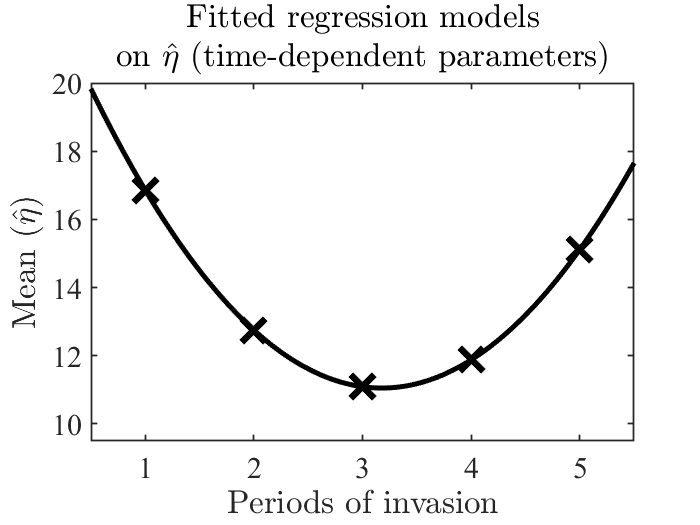 Fitted regression models
on η̂ (time-dependent parameters)
20
18
16
14
12
10
Mean (η̂)
1 2 3 4 5
Periods of invasion